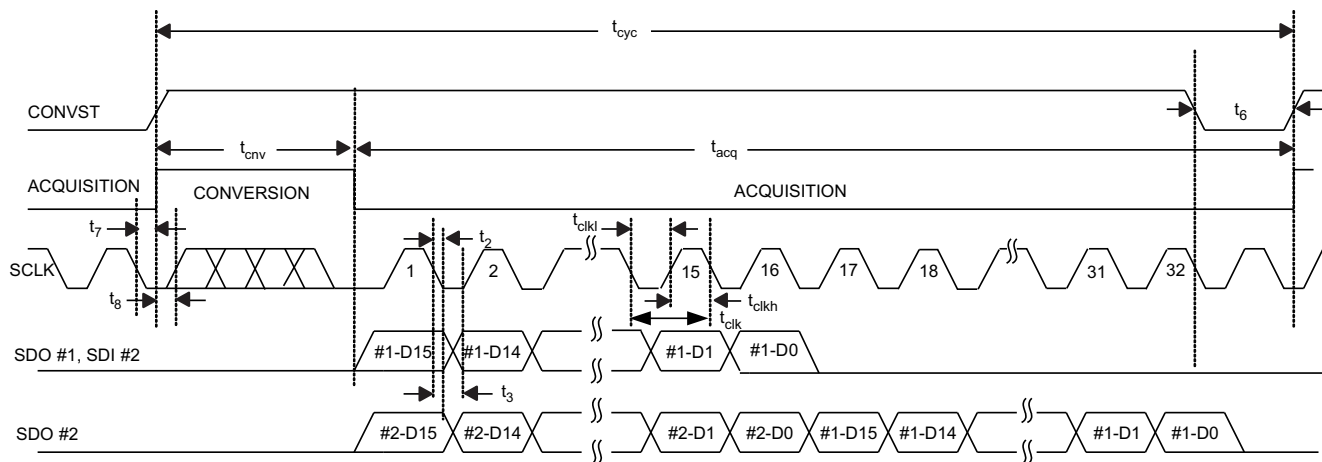 tcyc
CONVST
t6
tcnv
tacq
ACQUISITION
CONVERSION
ACQUISITION
t7
t2
tclkl
SCLK
1
2
15
16
17
18
31
32
t8
tclkh
tclk
SDO #1, SDI #2
#1-D15
#1-D14
#1-D1
#1-D0
t3
SDO #2
#2-D15
#2-D14
#2-D1
#2-D0
#1-D15
#1-D14
#1-D1
#1-D0